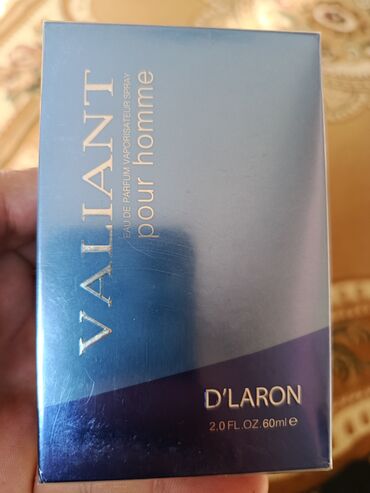 VALIANT
EAU DE PARFUM VAPORISATEUR SPRAY
pour homme
D'LARON
2.0 FL.OZ. 60ml ℮